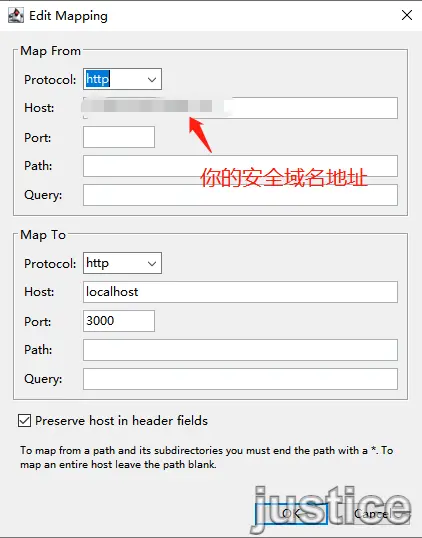 Edit Mapping
Map From
Protocol: http
Host:
Port:
Path:
你的安全域名地址
Query:
Map To
Protocol: http
Host: localhost
Port: 3000
Path:
Query:
Preserve host in header fields
To map from a path and its subdirectories you must end the path with a *. To
map an entire host leave the path blank.
OK Cancel
justice